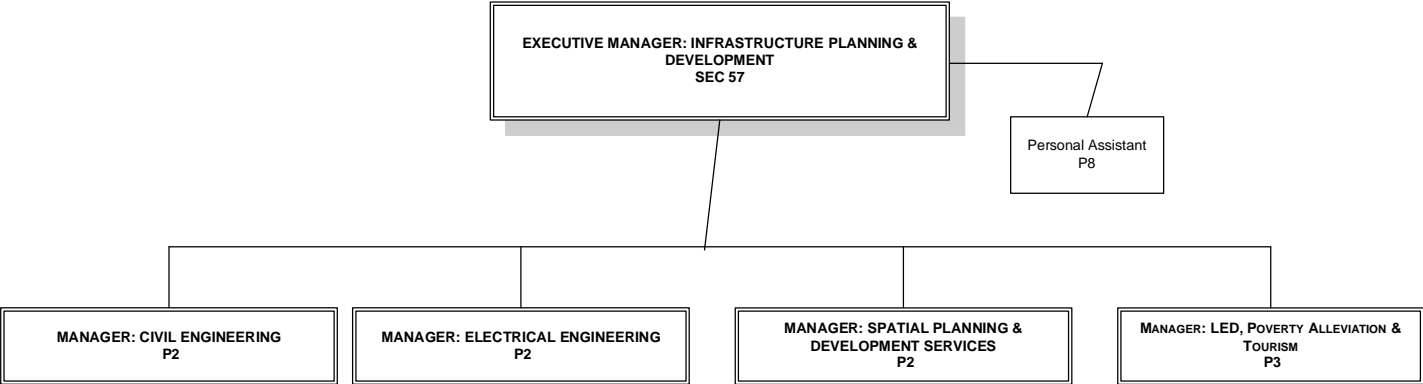 EXECUTIVE MANAGER: INFRASTRUCTURE PLANNING &
DEVELOPMENT
SEC 57
Personal Assistant
P8
MANAGER: CIVIL ENGINEERING
P2
MANAGER: ELECTRICAL ENGINEERING
P2
MANAGER: SPATIAL PLANNING &
DEVELOPMENT SERVICES
P2
MANAGER: LED, POVERTY ALLEVIATION &
TOURISM
P3